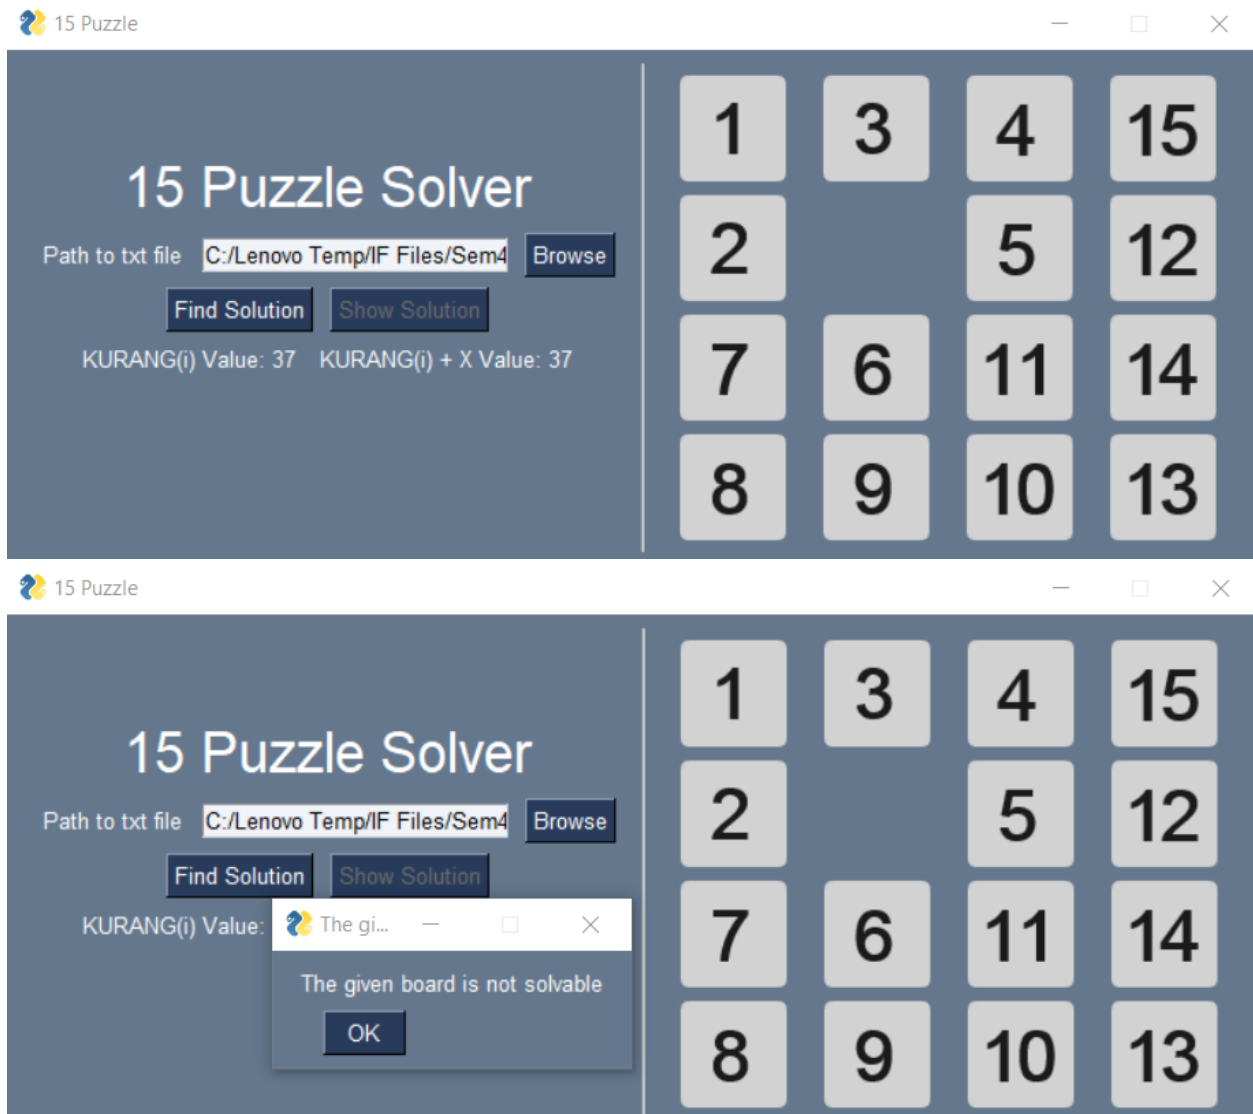 15 Puzzle
15 Puzzle Solver
Path to txt file C:/Lenovo Temp/IF Files/Sem4 Browse
Find Solution Show Solution
KURANG(i) Value: 37 KURANG(i) + X Value: 37
1 3 4 15
2 5 12
7 6 11 14
8 9 10 13
15 Puzzle
15 Puzzle Solver
Path to txt file C:/Lenovo Temp/IF Files/Sem4 Browse
Find Solution Show Solution
KURANG(i) Value:
The gi...
The given board is not solvable
OK
1 3 4 15
2 5 12
7 6 11 14
8 9 10 13